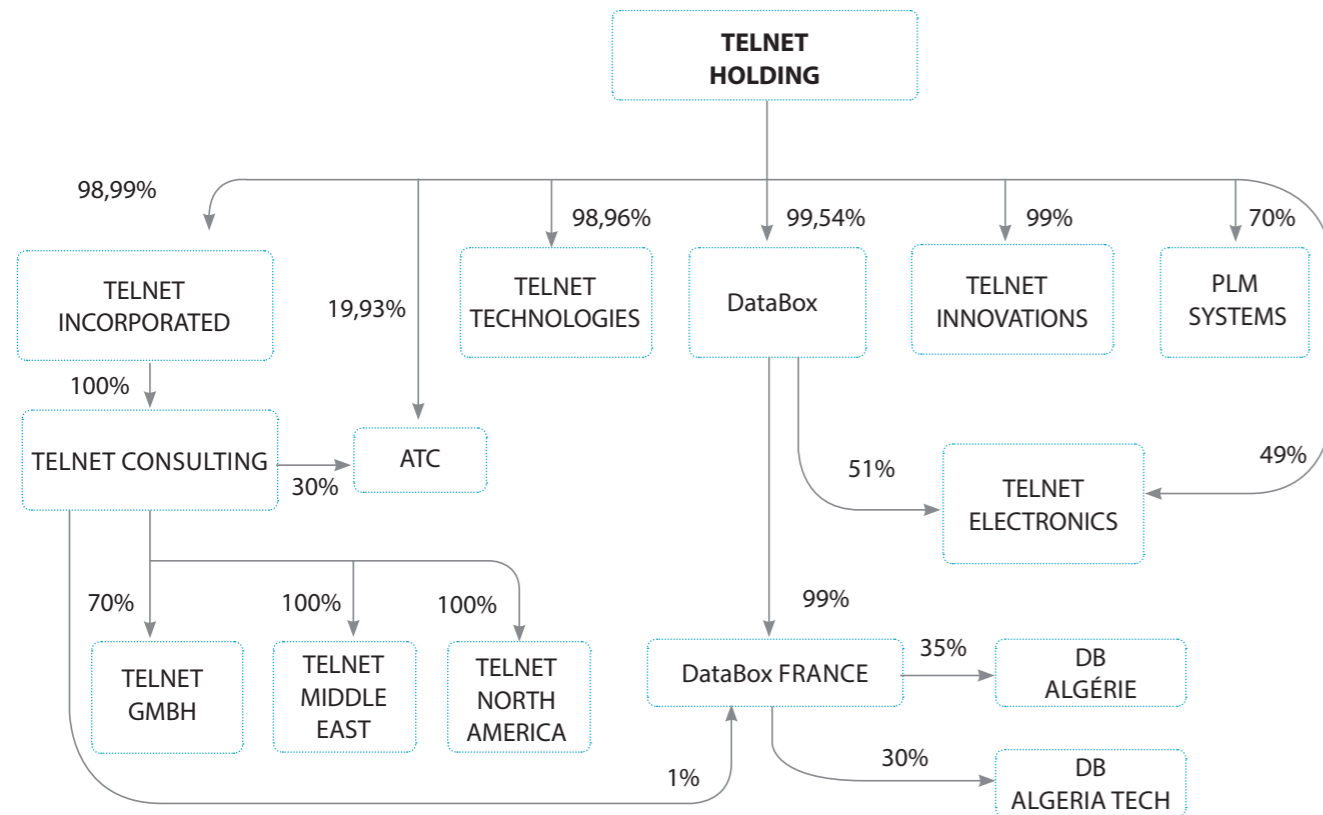 TELNET
HOLDING
98,99%
98,96%
99,54%
99%
70%
TELNET
INCORPORATED
19,93%
TELNET
TECHNOLOGIES
DataBox
TELNET
INNOVATIONS
PLM
SYSTEMS
100%
TELNET CONSULTING
30%
ATC
51%
TELNET
ELECTRONICS
49%
70%
100%
100%
99%
TELNET
GMBH
TELNET
MIDDLE
EAST
TELNET
NORTH
AMERICA
DataBox FRANCE
35%
DB
ALGÉRIE
1%
30%
DB
ALGERIA TECH